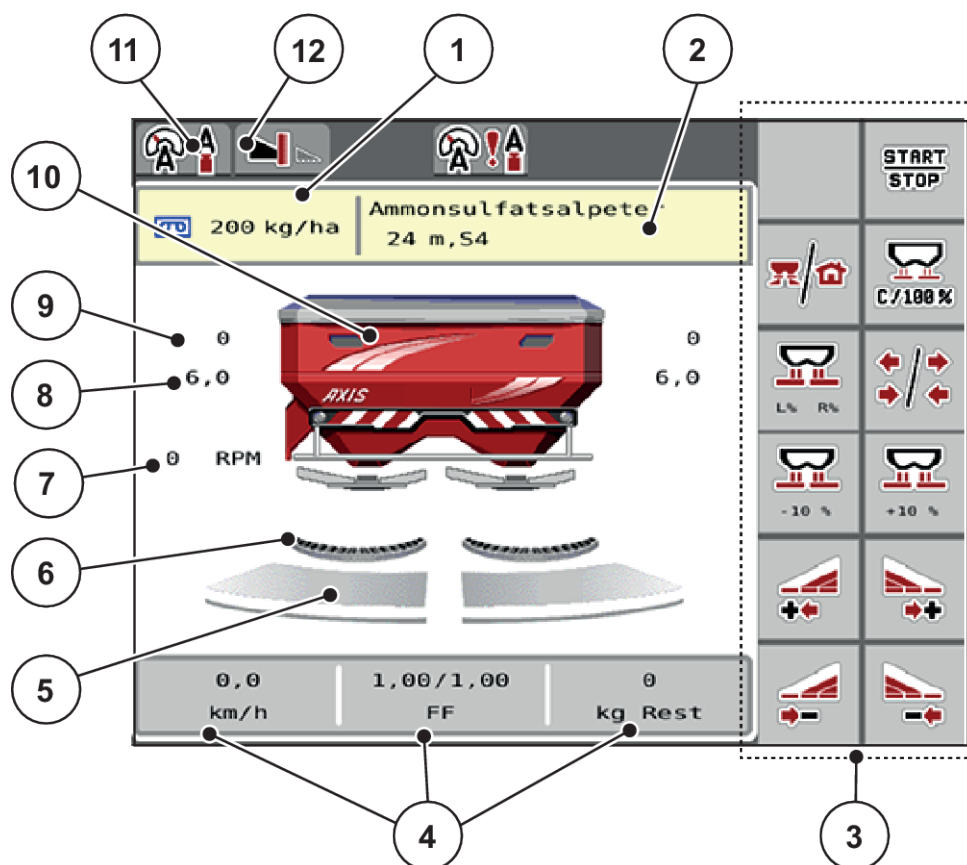 11
12
1
2
A
A
A
A
START
STOP
10
200 kg/ha
Ammonsulfatsalpeter
24 m,S4
C/100 %
9
0
0
8
6,0
6,0
AXIS
L% R%
7
0 RPM
-10 %
+10 %
6
5
0,0
km/h
1,00/1,00
FF
0
kg Rest
4
3